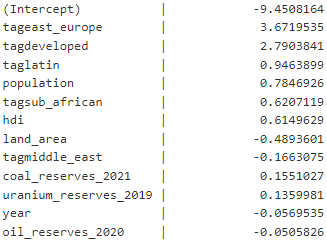 (Intercept) | -9.4508164
tageast_europe | 3.6719535
tagdeveloped | 2.7903841
taglatin | 0.9463899
population | 0.7846926
tagsub_african | 0.6207119
hdi | 0.6149629
land_area | -0.4893601
tagmiddle_east | -0.1663075
coal_reserves_2021 | 0.1551027
uranium_reserves_2019 | 0.1359981
year | -0.0569535
oil_reserves_2020 | -0.0505826